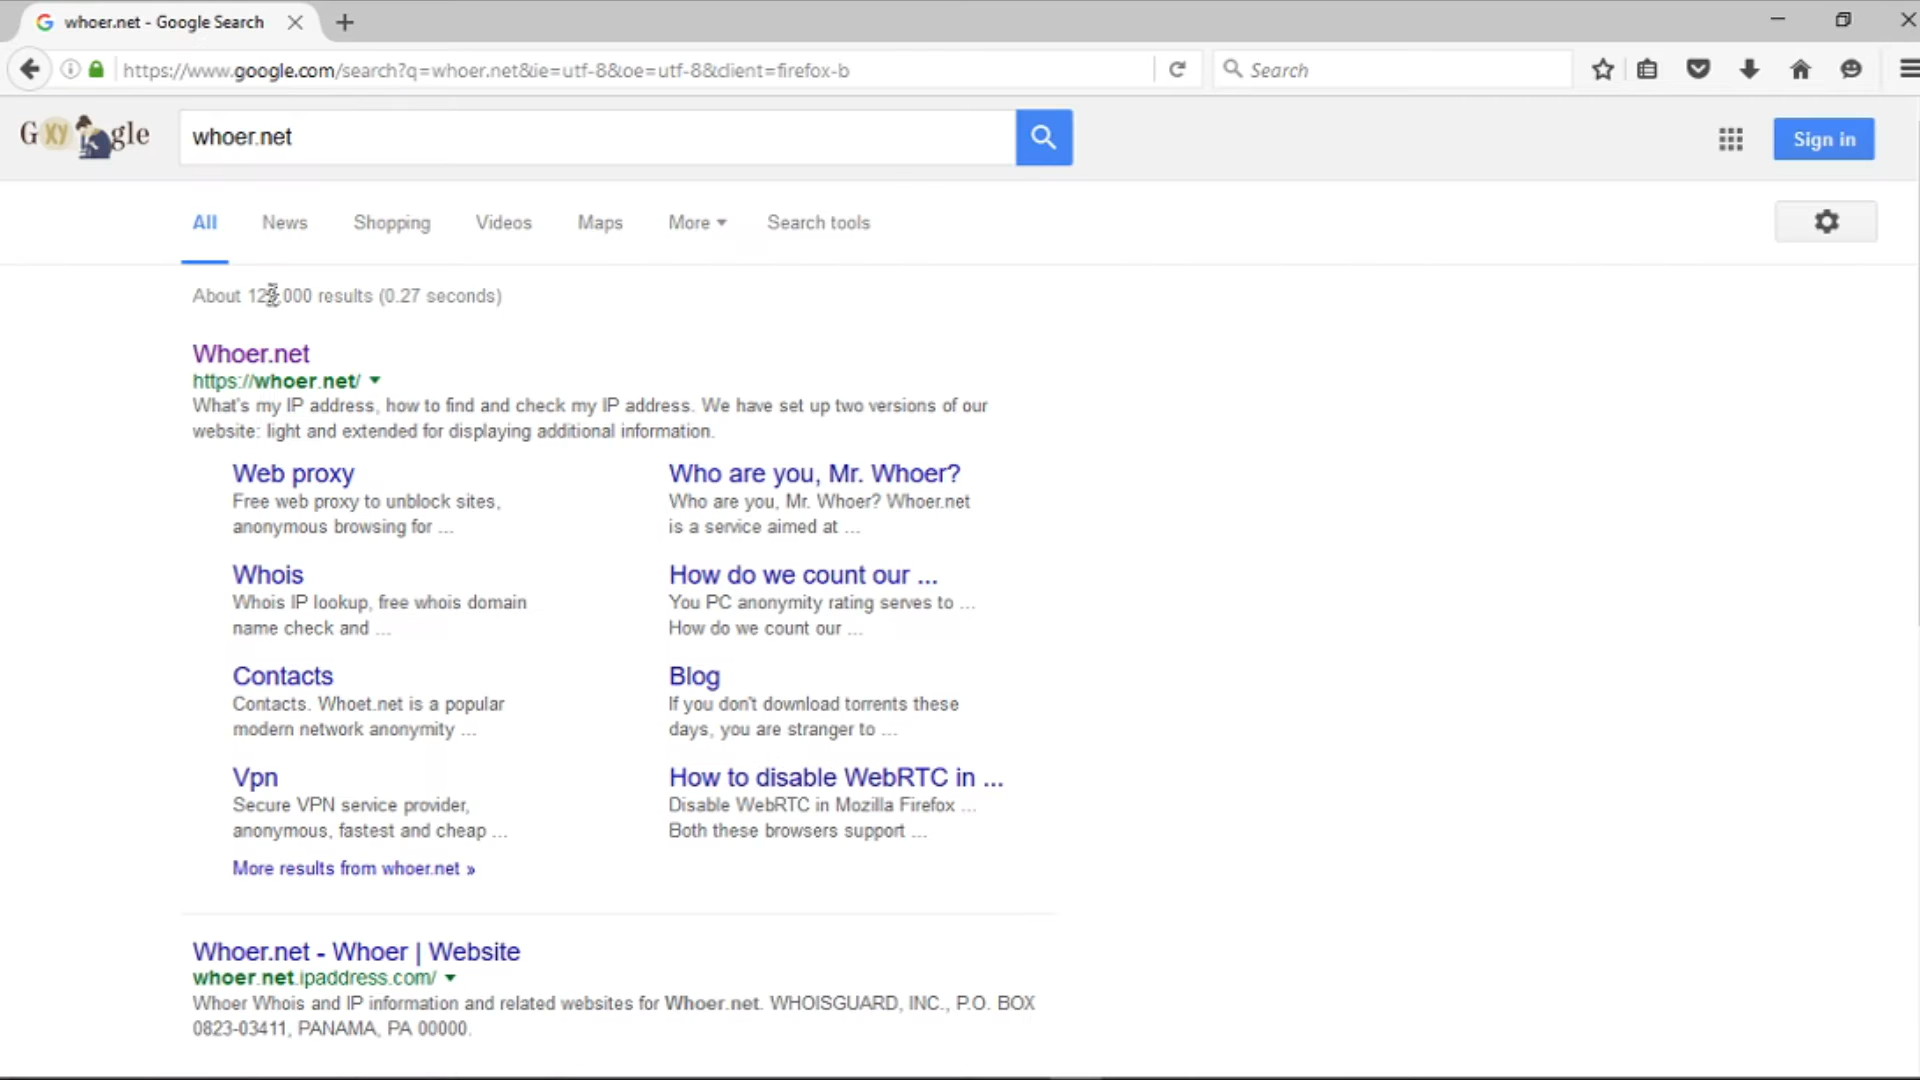 whoer.net - Google Search
https://www.google.com/search?q=whoer.net&ie=utf-8&oe=utf-8&client=firefox-b
Search
G XY gle
whoer.net
Sign in
All News Shopping Videos Maps More Search tools
About ,000 results (0.27 seconds)
Whoer.net
https://whoer.net/
What's my IP address, how to find and check my IP address. We have set up two versions of our
website: light and extended for displaying additional information.
Web proxy
Free web proxy to unblock sites,
anonymous browsing for ...
Who are you, Mr. Whoer?
Who are you, Mr. Whoer? Whoer.net
is a service aimed at ...
Whois
Whois IP lookup, free whois domain
name check and ...
How do we count our ...
You PC anonymity rating serves to ...
How do we count our ...
Contacts
Contacts. Whoet.net is a popular
modern network anonymity ...
Blog
If you don't download torrents these
days, you are stranger to ...
Vpn
Secure VPN service provider,
anonymous, fastest and cheap ...
How to disable WebRTC in ...
Disable WebRTC in Mozilla Firefox ...
Both these browsers support ...
More results from whoer.net »
Whoer.net - Whoer | Website
whoer.net.ipaddress.com/
Whoer Whois and IP information and related websites for Whoer.net. WHOISGUARD, INC., P.O. BOX
0823-03411, PANAMA, PA 00000.